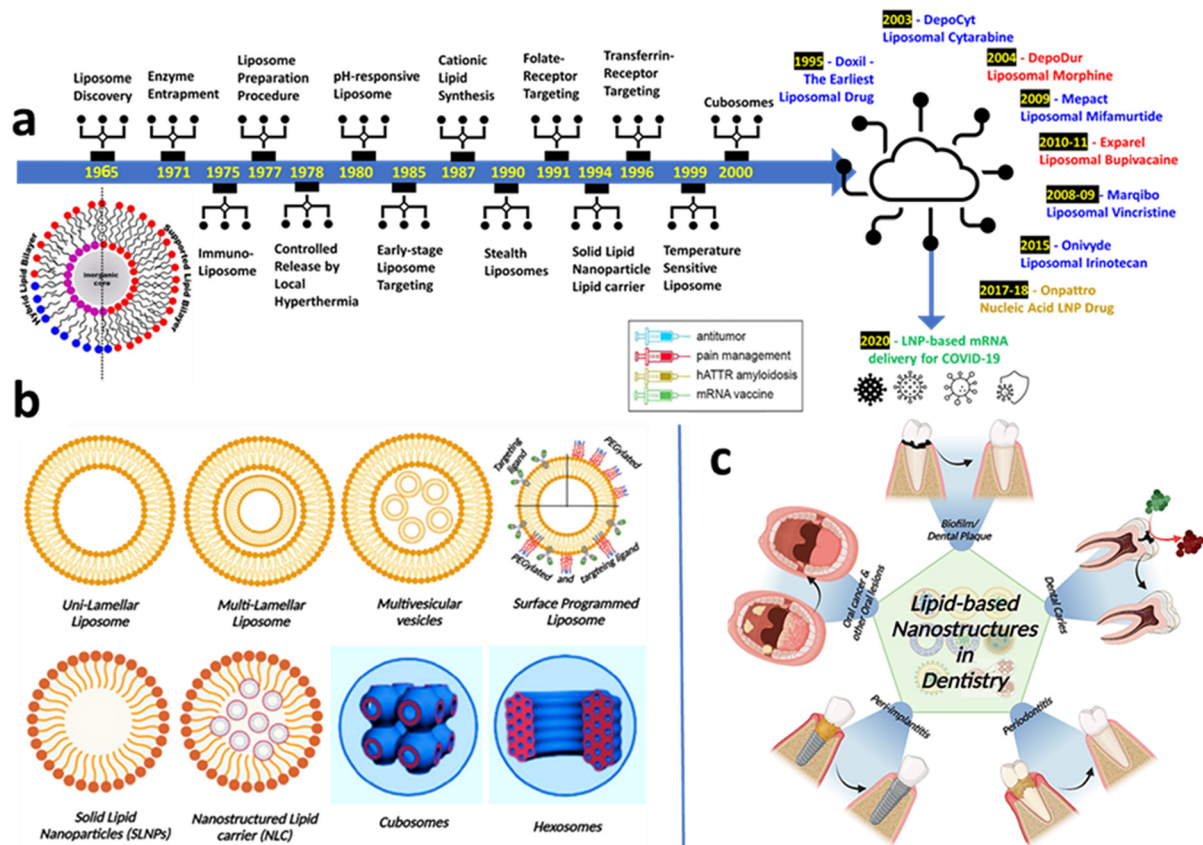 a
Liposome
Discovery
Enzyme
Entrapment
Liposome
Preparation
Procedure
pH-responsive
Liposome
Cationic
Lipid
Synthesis
Folate-
Receptor
Targeting
Transferrin-
Receptor
Targeting
Cubosomes
1965
1971
1975
1977
1978
1980
1985
1987
1990
1991
1994
1996
1999
2000
Immuno-
Liposome
Controlled
Release by
Local
Hyperthermia
Early-stage
Liposome
Targeting
Stealth
Liposomes
Solid Lipid
Nanoparticle
Lipid carrier
Temperature
Sensitive
Liposome
Hybrid Lipid Bilayer
Supported Lipid Bilayer
inorganic
core
1995 - Doxil -
The Earliest
Liposomal Drug
2003 - DepoCyt
Liposomal Cytarabine
2004 - DepoDur
Liposomal Morphine
2009 - Mepact
Liposomal Mifamurtide
2010-11 - Exparel
Liposomal Bupivacaine
2008-09 - Marqibo
Liposomal Vincristine
2015 - Onivyde
Liposomal Irinotecan
2017-18 - Onpattro
Nucleic Acid LNP Drug
2020 - LNP-based mRNA
delivery for COVID-19
antitumor
pain management
hATTR amyloidosis
mRNA vaccine
b
Targeting
ligand
PEGylated
PEGylated and targteing ligand
Uni-Lamellar
Liposome
Multi-Lamellar
Liposome
Multivesicular
vesicles
Surface Programmed
Liposome
Solid Lipid
Nanoparticles (SLNPs)
Nanostructured Lipid
carrier (NLC)
Cubosomes
Hexosomes
c
Biofilm/
Dental Plaque
Oral cancer &
other Oral lesions
Dental Caries
Lipid-based
Nanostructures
in
Dentistry
Peri-implantitis
Periodontitis